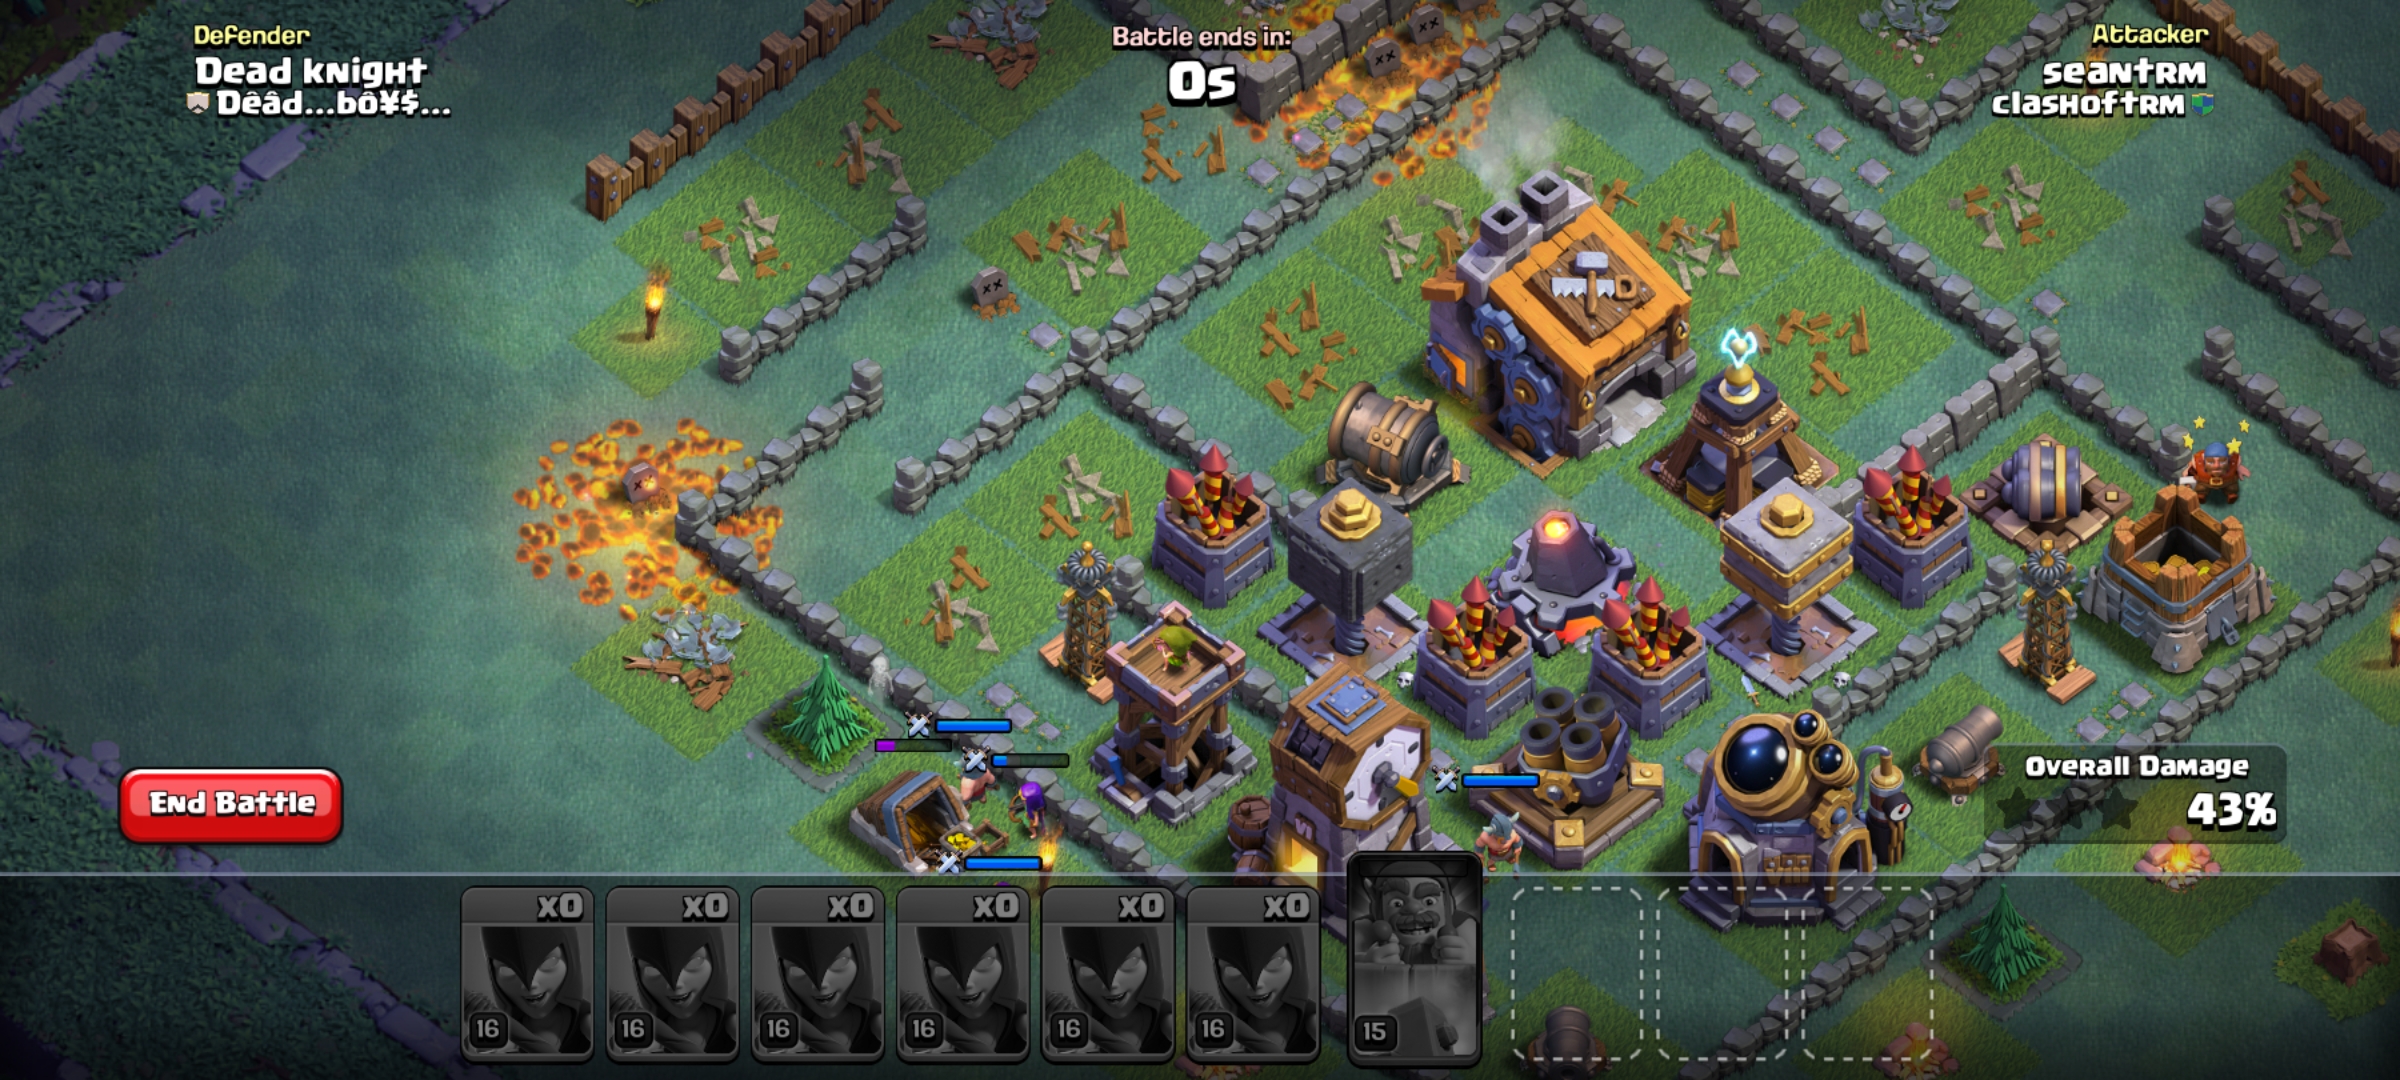 Defender
Dead knight
Dêâd...bô¥$...
Battle ends in:
0s
Attacker
seantRM
clashoftRM
End Battle
Overall Damage
43%
x0 x0 x0 x0 x0 x0
16 16 16 16 16 16 15